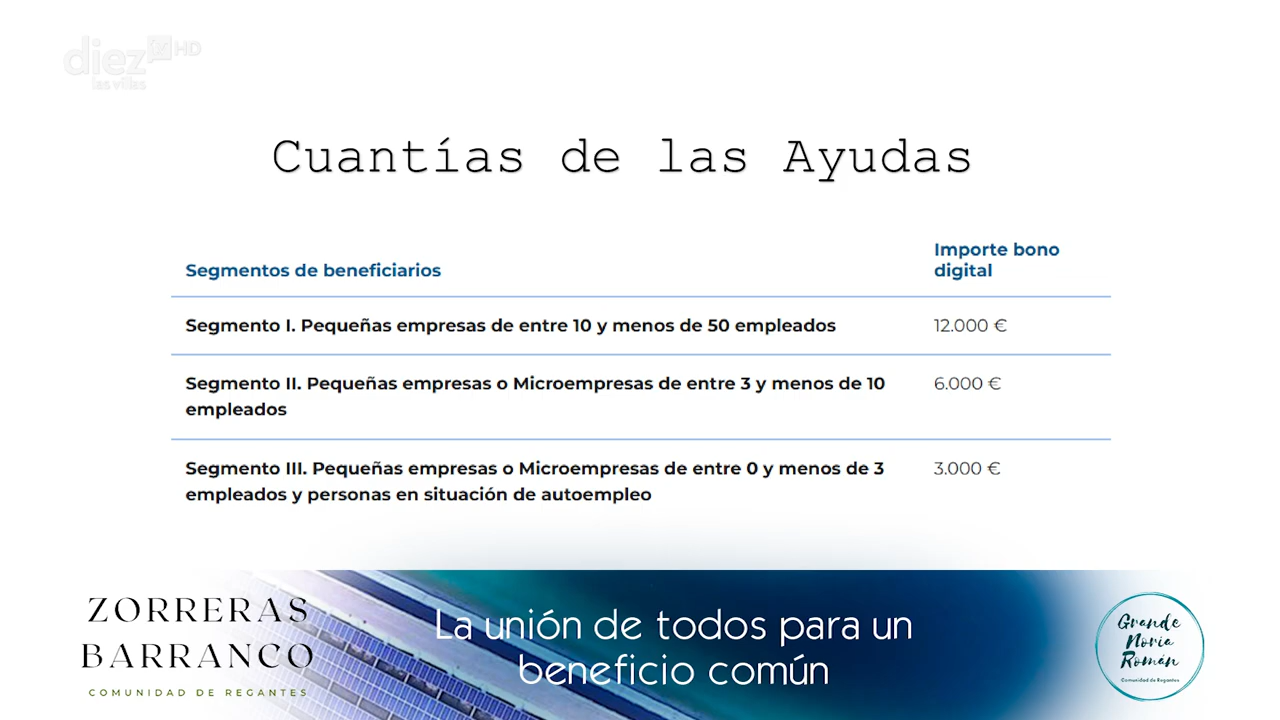 diez HD
las villas
Cuantías de las Ayudas
Importe bono
digital
Segmentos de beneficiarios
Segmento I. Pequeñas empresas de entre 10 y menos de 50 empleados
12.000 €
Segmento II. Pequeñas empresas o Microempresas de entre 3 y menos de 10
empleados
6.000 €
Segmento III. Pequeñas empresas o Microempresas de entre 0 y menos de 3
empleados y personas en situación de autoempleo
3.000 €
ZORRERAS
BARRANCO
COMUNIDAD DE REGANTES
La unión de todos para un
beneficio común
Grande
Noria
Román
Comunidad de Regantes